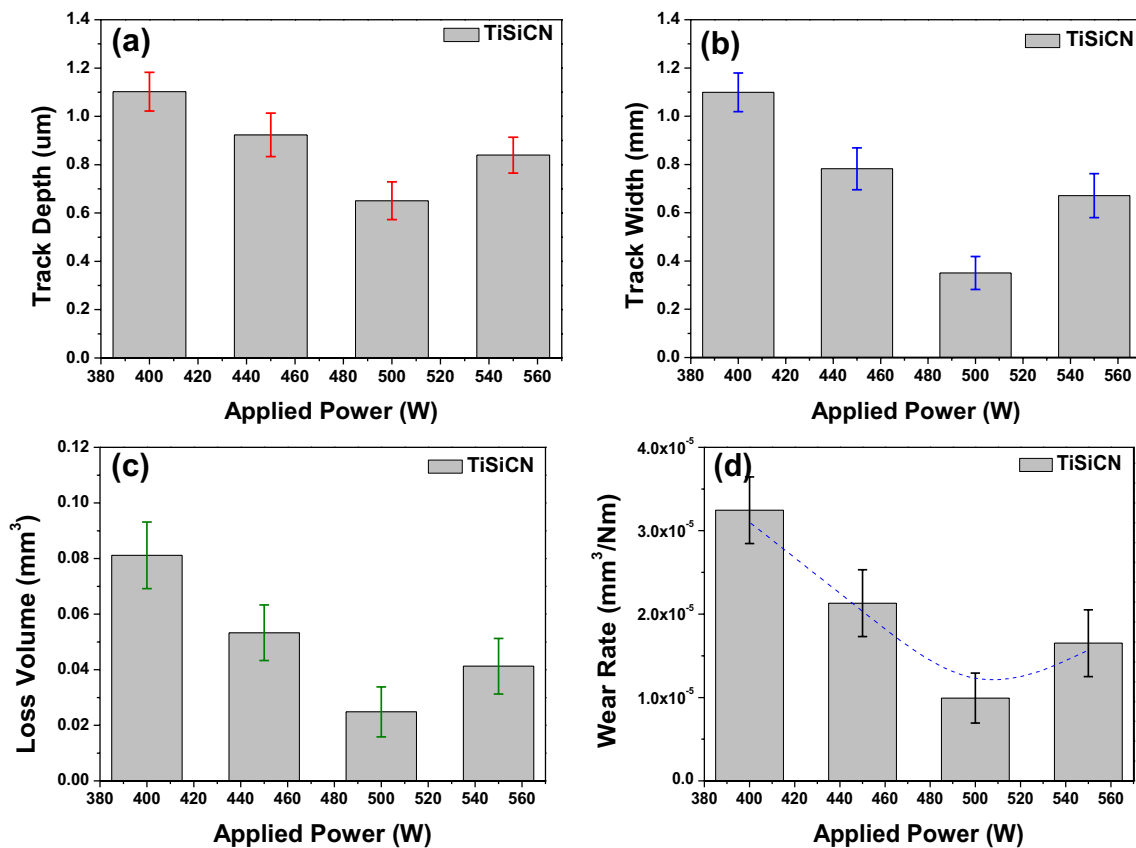 (a)
TiSiCN
Track Depth (um)
1.4
1.2
1.0
0.8
0.6
0.4
0.2
0.0
380 400 420 440 460 480 500 520 540 560
Applied Power (W)
(b)
TiSiCN
Track Width (mm)
1.4
1.2
1.0
0.8
0.6
0.4
0.2
0.0
380 400 420 440 460 480 500 520 540 560
Applied Power (W)
(c)
TiSiCN
Loss Volume (mm³)
0.12
0.10
0.08
0.06
0.04
0.02
0.00
380 400 420 440 460 480 500 520 540 560
Applied Power (W)
(d)
TiSiCN
Wear Rate (mm³/Nm)
4.0x10⁻⁵
3.0x10⁻⁵
2.0x10⁻⁵
1.0x10⁻⁵
0.0
380 400 420 440 460 480 500 520 540 560
Applied Power (W)